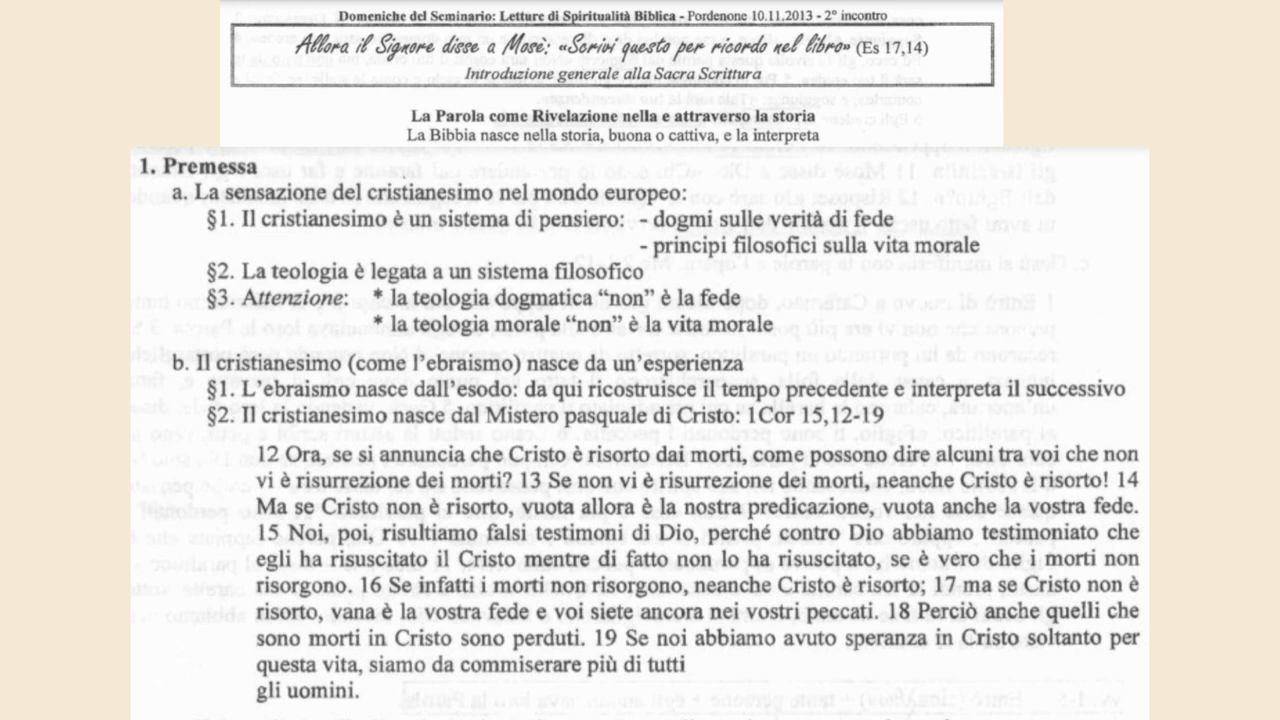 Domeniche del Seminario: Letture di Spiritualità Biblica - Pordenone 10.11.2013 - 2° incontro
Allora il Signore disse a Mosè: «Scrivi questo per ricordo nel libro» (Es 17,14)
Introduzione generale alla Sacra Scrittura
La Parola come Rivelazione nella e attraverso la storia
La Bibbia nasce nella storia, buona o cattiva, e la interpreta
1. Premessa
a. La sensazione del cristianesimo nel mondo europeo:
§1. Il cristianesimo è un sistema di pensiero: - dogmi sulle verità di fede
- principi filosofici sulla vita morale
§2. La teologia è legata a un sistema filosofico
§3. Attenzione: * la teologia dogmatica “non” è la fede
* la teologia morale “non” è la vita morale
b. Il cristianesimo (come l’ebraismo) nasce da un’esperienza
§1. L’ebraismo nasce dall’esodo: da qui rilegge il tempo precedente e interpreta il successivo
§2. Il cristianesimo nasce dal Mistero pasquale di Cristo: 1Cor 15,12-19
12 Ora, se si annuncia che Cristo è risorto dai morti, come possono dire alcuni tra voi che non
vi è risurrezione dei morti? 13 Se non vi è risurrezione dei morti, neanche Cristo è risorto! 14
Ma se Cristo non è risorto, vuota allora è la nostra predicazione, vuota anche la vostra fede.
15 Noi, poi, risultiamo falsi testimoni di Dio, perché contro Dio abbiamo testimoniato che
egli ha risuscitato il Cristo mentre di fatto non lo ha risuscitato, se è vero che i morti non
risorgono. 16 Se infatti i morti non risorgono, neanche Cristo è risorto; 17 ma se Cristo non è
risorto, vana è la vostra fede e voi siete ancora nei vostri peccati. 18 Perciò anche quelli che
sono morti in Cristo sono perduti. 19 Se noi abbiamo avuto speranza in Cristo soltanto per
questa vita, siamo da commiserare più di tutti
gli uomini.